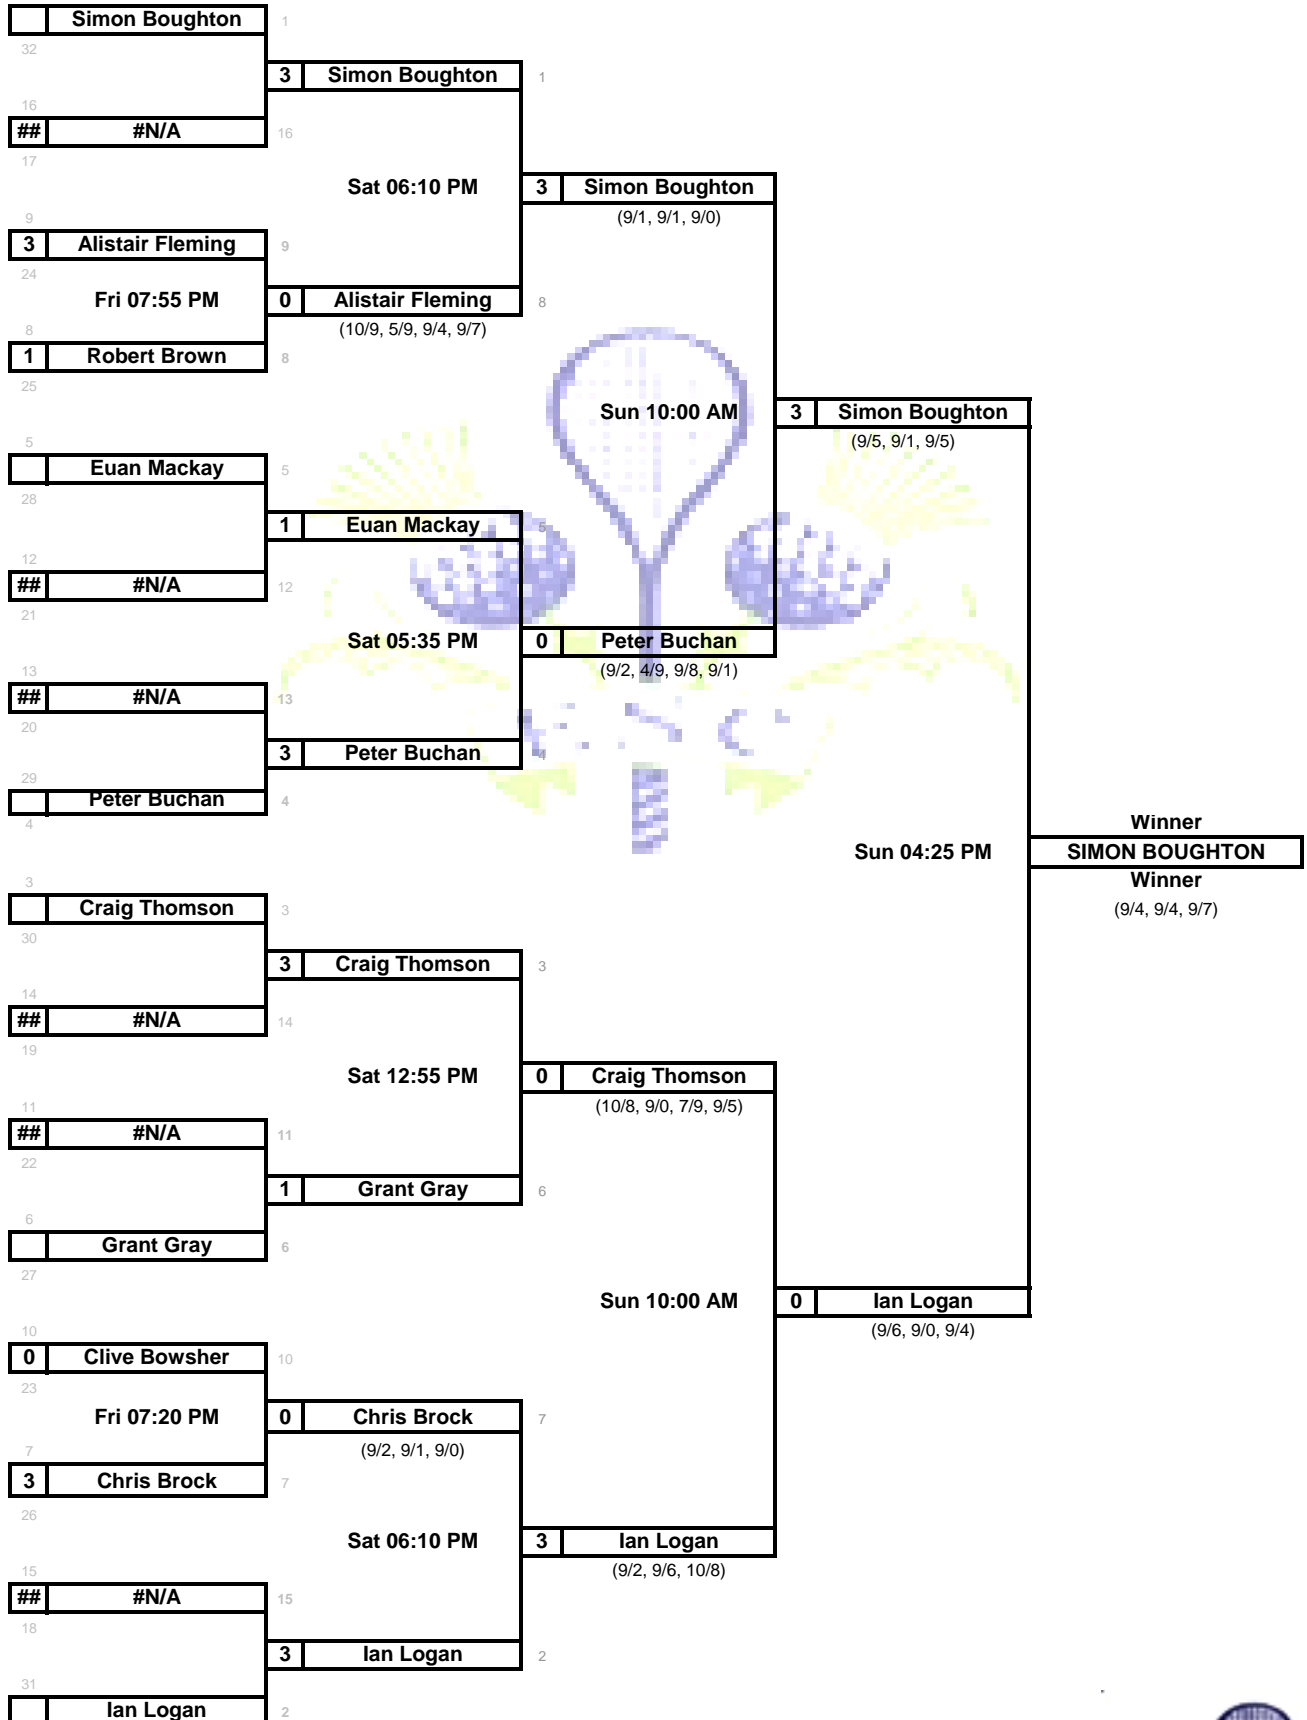 Simon Boughton 1
32
3 Simon Boughton 1
16
## #N/A 16
17
Sat 06:10 PM 3 Simon Boughton
9 (9/1, 9/1, 9/0)
3 Alistair Fleming 9
24
Fri 07:55 PM 0 Alistair Fleming 8
8 (10/9, 5/9, 9/4, 9/7)
1 Robert Brown 8
25
Sun 10:00 AM 3 Simon Boughton
5 (9/5, 9/1, 9/5)
Euan Mackay 5
28
1 Euan Mackay 5
12
## #N/A 12
21
Sat 05:35 PM 0 Peter Buchan
13 (9/2, 4/9, 9/8, 9/1)
## #N/A 13
20
3 Peter Buchan 4
29
Peter Buchan 4
4
Winner
Sun 04:25 PM SIMON BOUGHTON
3 Winner
Craig Thomson 3 (9/4, 9/4, 9/7)
30
3 Craig Thomson 3
14
## #N/A 14
19
Sat 12:55 PM 0 Craig Thomson
11 (10/8, 9/0, 7/9, 9/5)
## #N/A 11
22
1 Grant Gray 6
6
Grant Gray 6
27
Sun 10:00 AM 0 Ian Logan
10 (9/6, 9/0, 9/4)
0 Clive Bowsher 10
23
Fri 07:20 PM 0 Chris Brock 7
7 (9/2, 9/1, 9/0)
3 Chris Brock 7
26
Sat 06:10 PM 3 Ian Logan
15 (9/2, 9/6, 10/8)
## #N/A 15
18
3 Ian Logan 2
31
Ian Logan 2